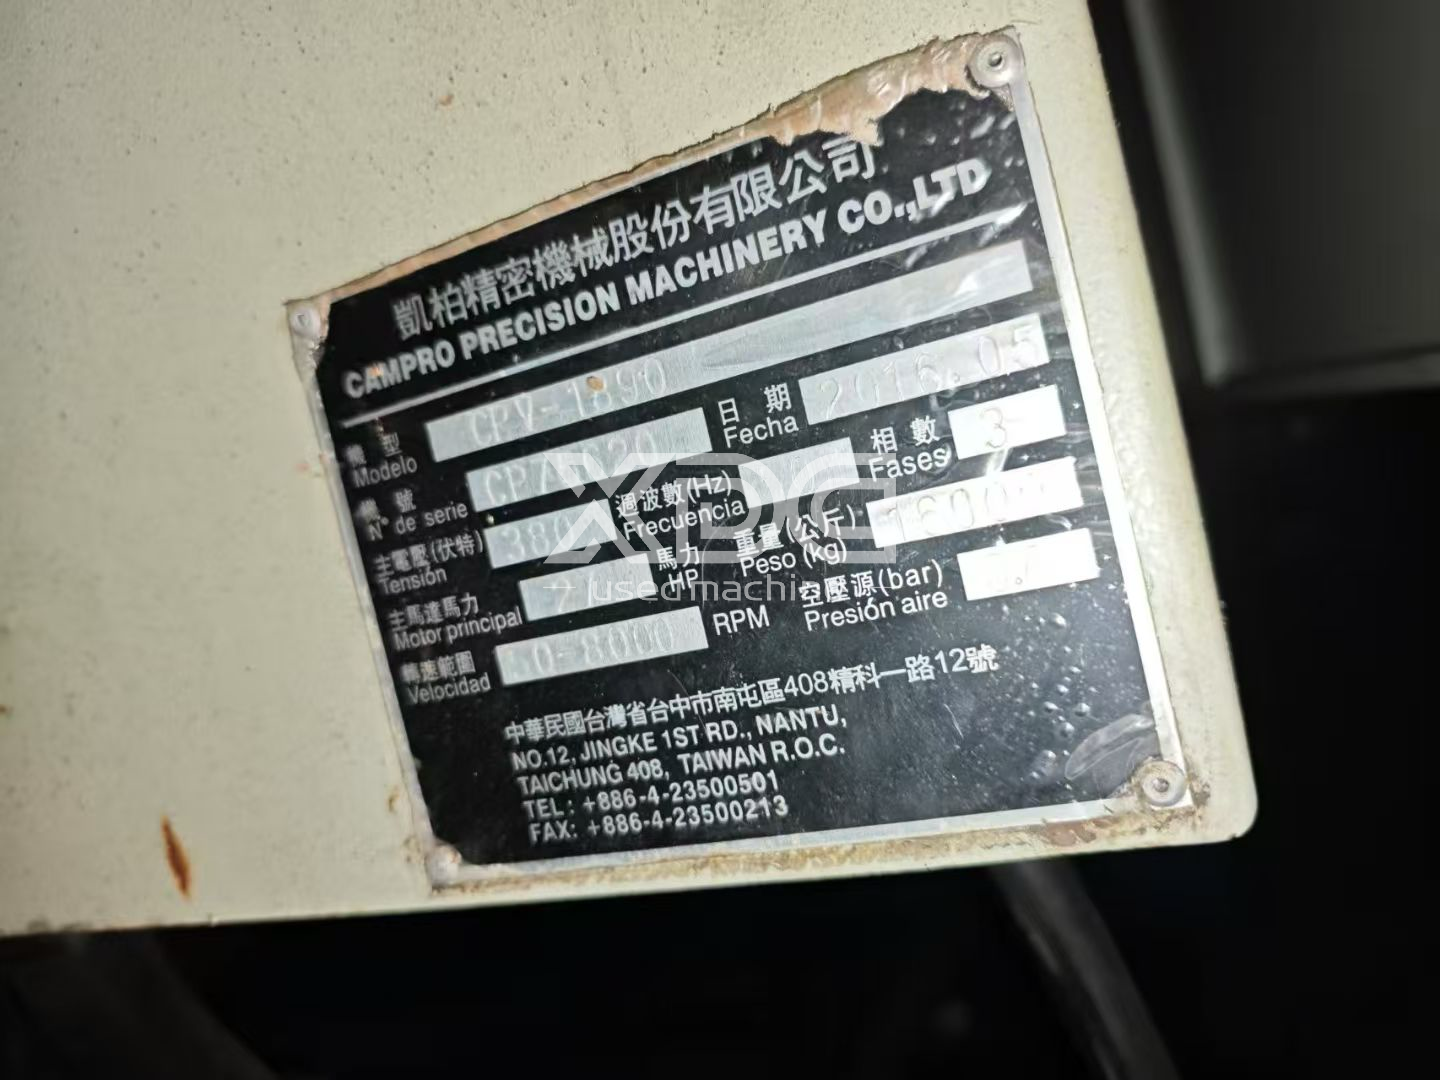 凱柏精密機械股份有限公司
CAMPRO PRECISION MACHINERY CO.,LTD
機 型 Modelo CPV-1890
機 號 N° de serie 日 期 Fecha 2016.05
主電壓(伏特) Tensión 380 週波數(Hz) Frecuencia 相 數 Fases 3
主馬達馬力 Motor principal 馬力 HP 重量(公斤) Peso (kg)
轉速範圍 Velocidad RPM 空壓源(bar) Presión aire
XDG
used machine
中華民國台灣省台中市南屯區408精科一路12號
NO.12, JINGKE 1ST RD., NANTU,
TAICHUNG 408, TAIWAN R.O.C.
TEL: +886-4-23500501
FAX: +886-4-23500213